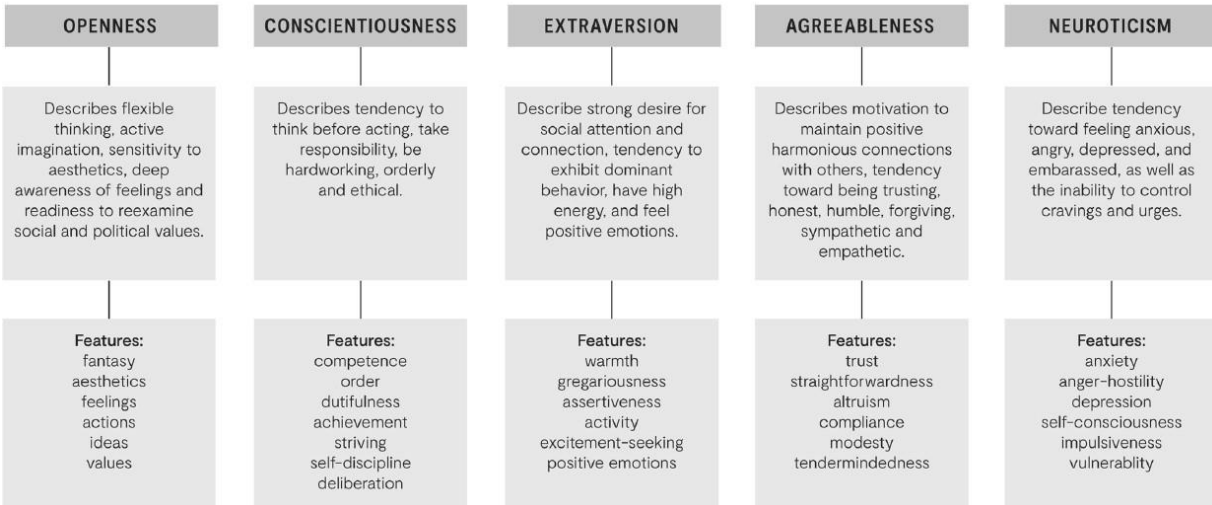 OPENNESS
Describes flexible
thinking, active
imagination, sensitivity to
aesthetics, deep
awareness of feelings and
readiness to reexamine
social and political values.
Features:
fantasy
aesthetics
feelings
actions
ideas
values
CONSCIENTIOUSNESS
Describes tendency to
think before acting, take
responsibility, be
hardworking, orderly
and ethical.
Features:
competence
order
dutifulness
achievement
striving
self-discipline
deliberation
EXTRAVERSION
Describe strong desire for
social attention and
connection, tendency to
exhibit dominant
behavior, have high
energy, and feel
positive emotions.
Features:
warmth
gregariousness
assertiveness
activity
excitement-seeking
positive emotions
AGREEABLENESS
Describes motivation to
maintain positive
harmonious connections
with others, tendency
toward being trusting,
honest, humble, forgiving,
sympathetic and
empathetic.
Features:
trust
straightforwardness
altruism
compliance
modesty
tendermindedness
NEUROTICISM
Describe tendency
toward feeling anxious,
angry, depressed, and
embarassed, as well as
the inability to control
cravings and urges.
Features:
anxiety
anger-hostility
depression
self-consciousness
impulsiveness
vulnerablity